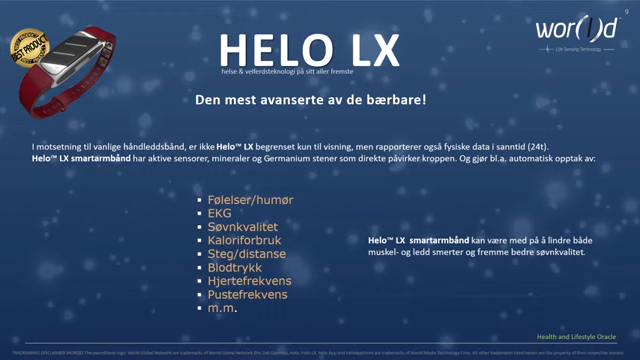 9
BEST PRODUCT
wor(l)d
Life Sensing Technology
HELO LX
helse & velferdsteknologi på sitt aller fremste
Den mest avanserte av de bærbare!
I motsetning til vanlige håndleddsbånd, er ikke Helo™ LX begrenset kun til visning, men rapporterer også fysiske data i sanntid (24t).
Helo™ LX smartarmbånd har aktive sensorer, mineraler og Germanium stener som direkte påvirker kroppen. Og gjør bl.a. automatisk opptak av:
▪ Følelser/humør
▪ EKG
▪ Søvnkvalitet
▪ Kaloriforbruk
▪ Steg/distanse
▪ Blodtrykk
▪ Hjertefrekvens
▪ Pustefrekvens
▪ m.m.
Helo™ LX smartarmbånd kan være med på å lindre både
muskel- og ledd smerter og fremme bedre søvnkvalitet.
Health and Lifestyle Oracle